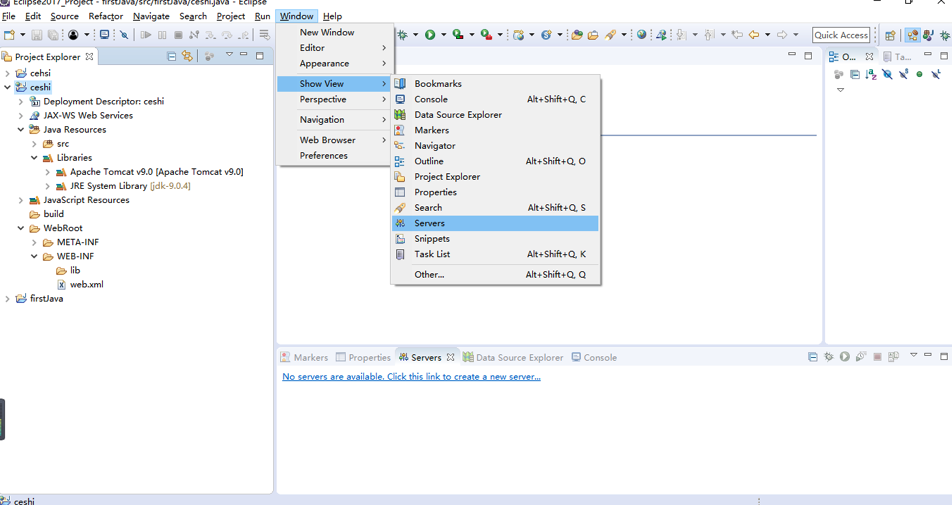 Eclipse2017_Project - firstJava/src/firstJava/ceshi.java - Eclipse
File Edit Source Refactor Navigate Search Project Run Window Help
Quick Access
New Window
Editor
Appearance
Show View
Perspective
Navigation
Web Browser
Preferences
Bookmarks
Console Alt+Shift+Q, C
Data Source Explorer
Markers
Navigator
Outline Alt+Shift+Q, O
Project Explorer
Properties
Search Alt+Shift+Q, S
Servers
Snippets
Task List Alt+Shift+Q, K
Other... Alt+Shift+Q, Q
Project Explorer
cehsi
ceshi
Deployment Descriptor: ceshi
JAX-WS Web Services
Java Resources
src
Libraries
Apache Tomcat v9.0 [Apache Tomcat v9.0]
JRE System Library [jdk-9.0.4]
JavaScript Resources
build
WebRoot
META-INF
WEB-INF
lib
web.xml
firstJava
O...
Ta...
Markers Properties Servers Data Source Explorer Console
No servers are available. Click this link to create a new server...
ceshi